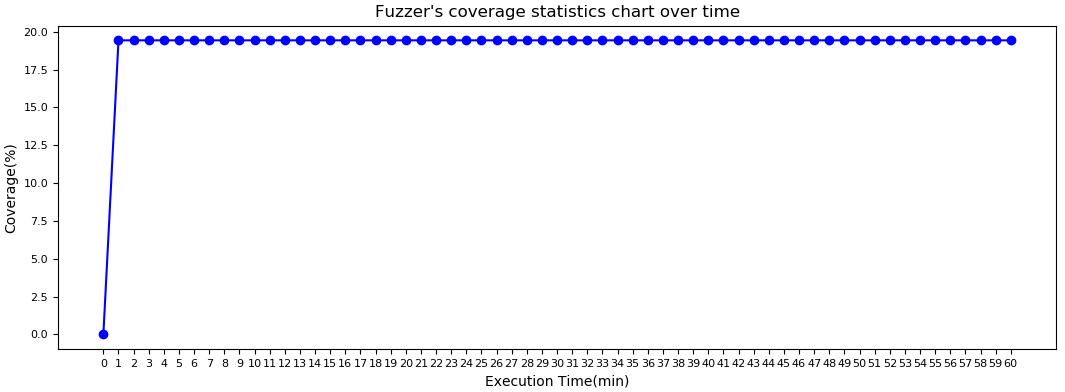 Fuzzer's coverage statistics chart over time
20.0
17.5
15.0
12.5
10.0
7.5
5.0
2.5
0.0
Coverage(%)
0 1 2 3 4 5 6 7 8 9 10 11 12 13 14 15 16 17 18 19 20 21 22 23 24 25 26 27 28 29 30 31 32 33 34 35 36 37 38 39 40 41 42 43 44 45 46 47 48 49 50 51 52 53 54 55 56 57 58 59 60
Execution Time(min)